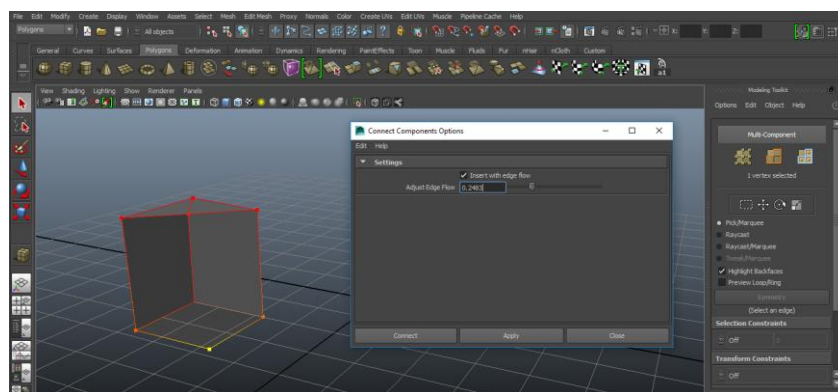 File Edit Modify Create Display Window Assets Select Mesh Edit Mesh Proxy Normals Color Create UVs Edit UVs Muscle Pipeline Cache Help
Polygons All objects X: Y: Z:
General Curves Surfaces Polygons Deformation Animation Dynamics Rendering PaintEffects Toon Muscle Fluids Fur nHair nCloth Custom
View Shading Lighting Show Renderer Panels
Modeling Toolkit
Options Edit Object Help
Multi-Component
1 vertex selected
Pick/Marquee
Raycast
Raycast/Marquee
Tweak/Marquee
Highlight Backfaces
Preview Loop/Ring
Symmetry
(Select an edge)
Selection Constraints
Off
Transform Constraints
Off
Connect Components Options
Edit Help
Settings
Insert with edge flow
Adjust Edge Flow 0.2483
Connect Apply Close